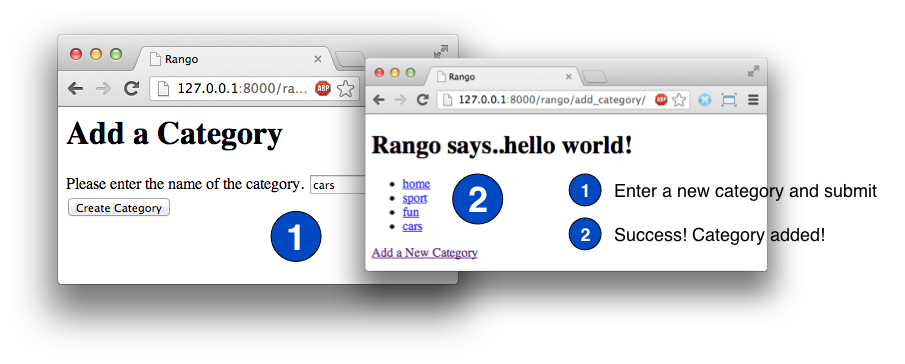 Rango
127.0.0.1:8000/ra...
ABP
Add a Category
Please enter the name of the category. cars
Create Category
1
Rango
127.0.0.1:8000/rango/add_category/
ABP
Rango says..hello world!
home
sport
fun
cars
Add a New Category
2
1 Enter a new category and submit
2 Success! Category added!